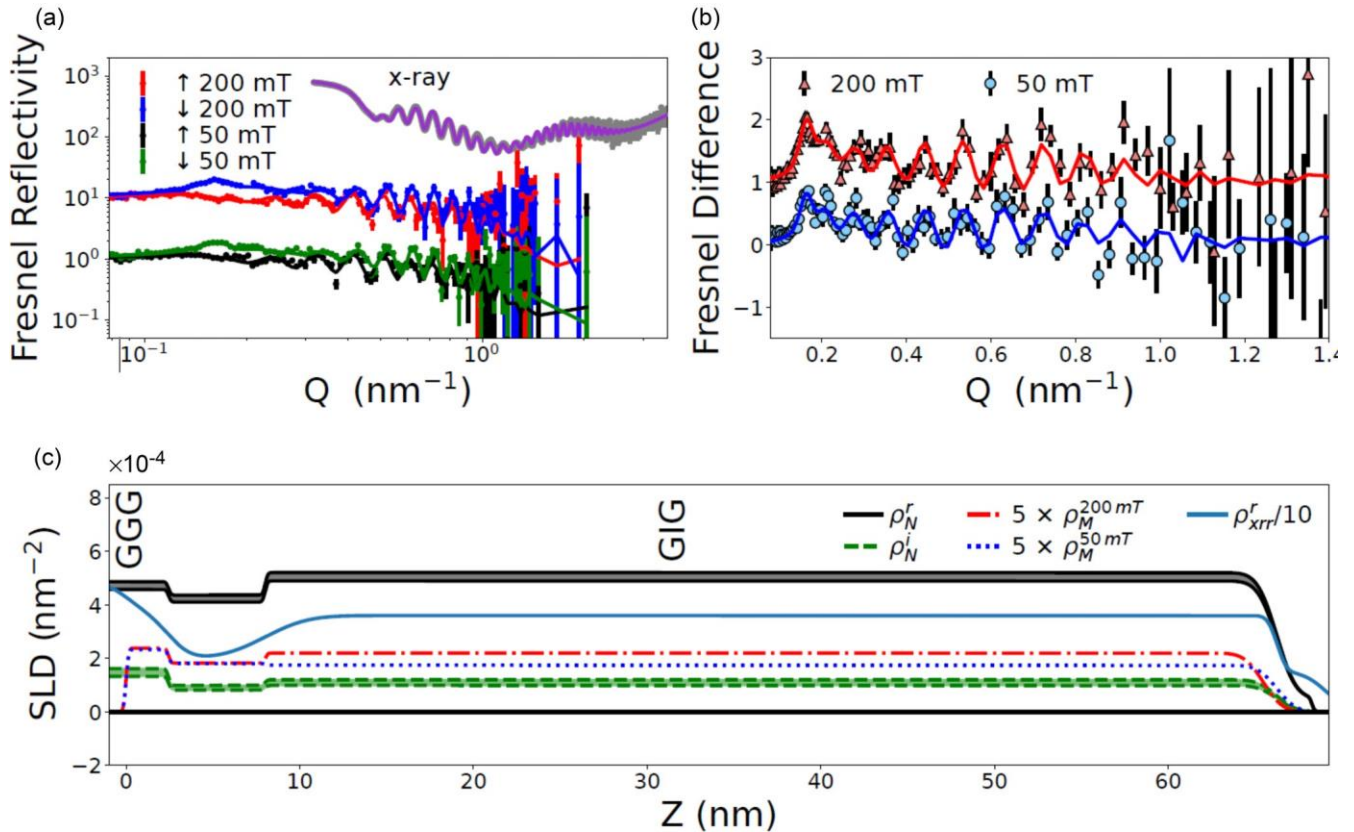 (a)
Fresnel Reflectivity
10³
10²
10¹
10⁰
10⁻¹
↑ 200 mT
↓ 200 mT
↑ 50 mT
↓ 50 mT
x-ray
10⁻¹
10⁰
Q (nm⁻¹)
(b)
Fresnel Difference
3
2
1
0
−1
200 mT
50 mT
0.2
0.4
0.6
0.8
1.0
1.2
1.4
Q (nm⁻¹)
(c)
×10⁻⁴
SLD (nm⁻²)
8
6
4
2
0
−2
GGG
GIG
ρ_N^r
ρ_N^i
5 × ρ_M^{200 mT}
5 × ρ_M^{50 mT}
ρ_{xrr}^r/10
0
10
20
30
40
50
60
Z (nm)